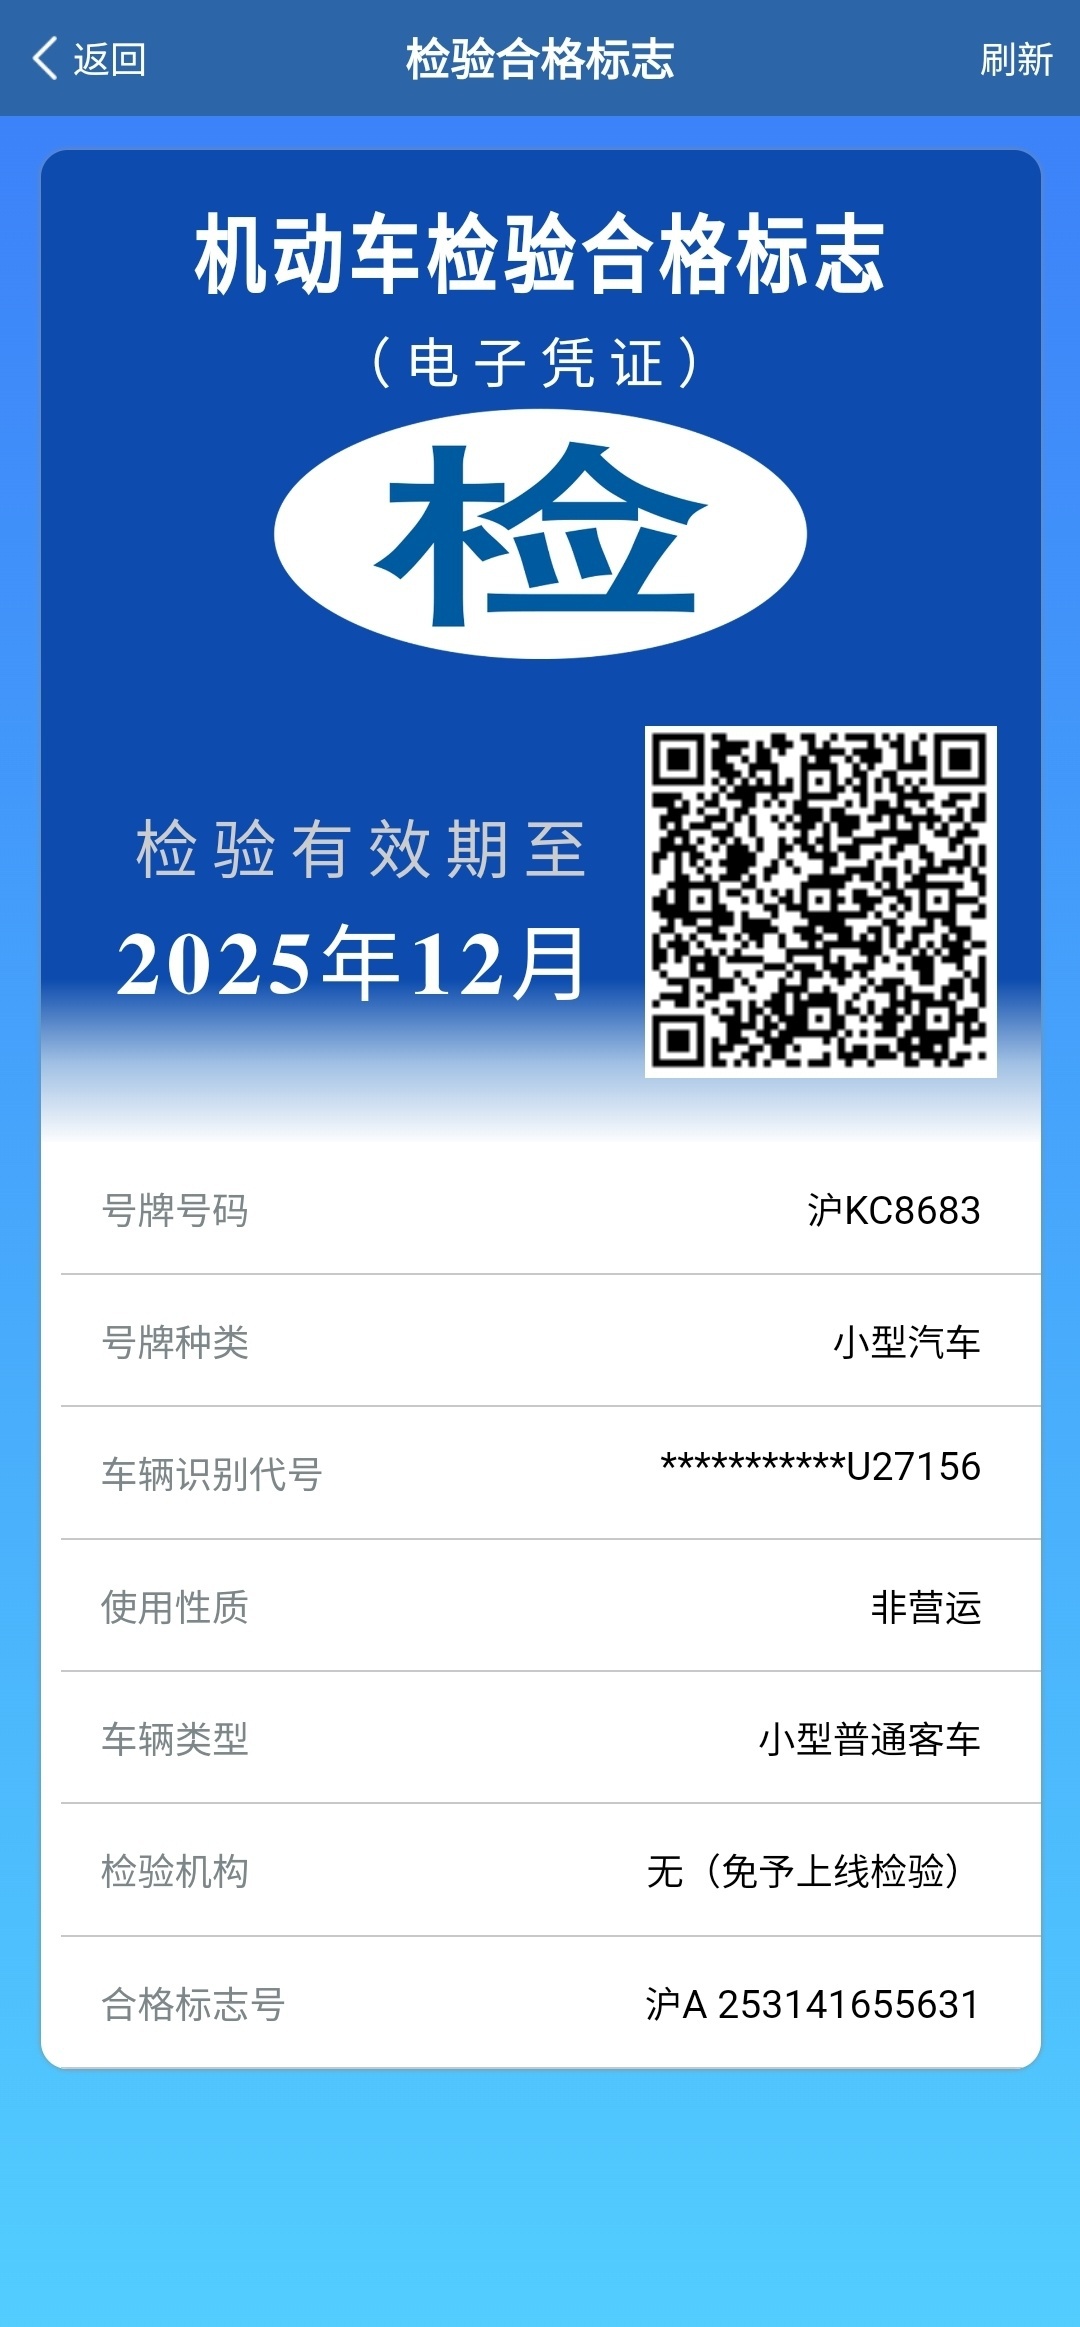 返回 检验合格标志 刷新
机动车检验合格标志
（电子凭证）
检
检验有效期至
2025年12月
号牌号码 沪KC8683
号牌种类 小型汽车
车辆识别代号 ***********U27156
使用性质 非营运
车辆类型 小型普通客车
检验机构 无（免予上线检验）
合格标志号 沪A 253141655631